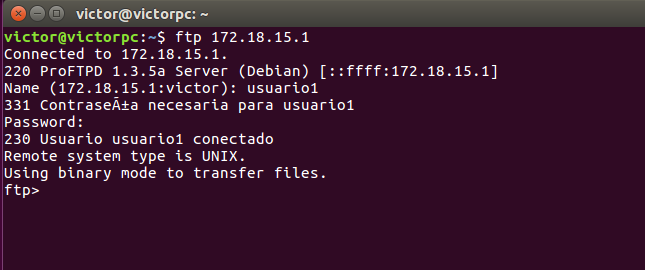 victor@victorpc: ~
victor@victorpc:~$ ftp 172.18.15.1
Connected to 172.18.15.1.
220 ProFTPD 1.3.5a Server (Debian) [::ffff:172.18.15.1]
Name (172.18.15.1:victor): usuario1
331 ContraseÃ±a necesaria para usuario1
Password:
230 Usuario usuario1 conectado
Remote system type is UNIX.
Using binary mode to transfer files.
ftp>